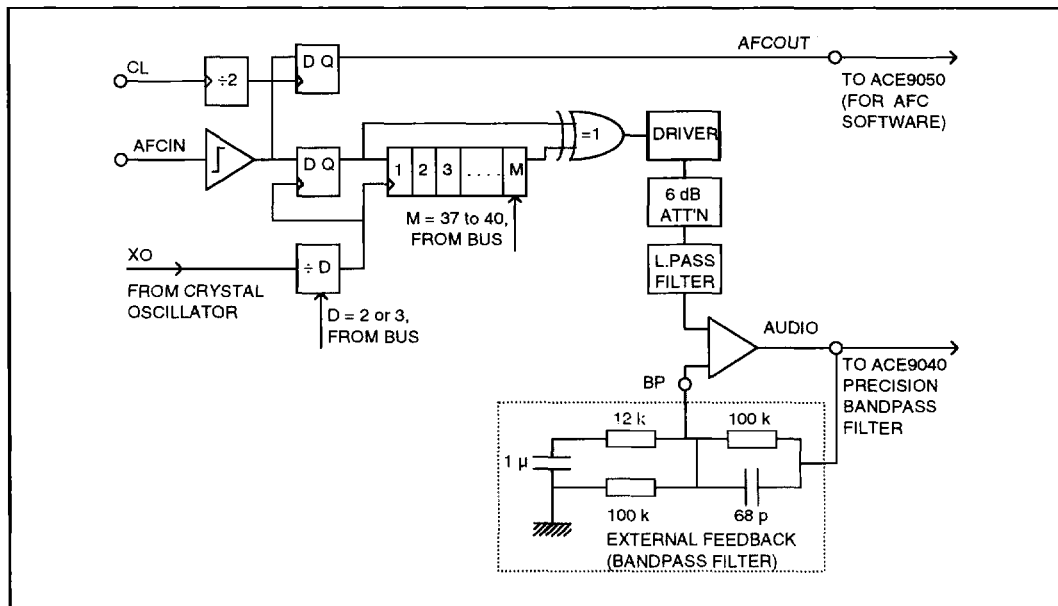 CL
÷2
D Q
AFCOUT
TO ACE9050
(FOR AFC
SOFTWARE)
AFCIN
D Q
1 2 3 .... M
=1
DRIVER
6 dB
ATT'N
L.PASS
FILTER
M = 37 to 40,
FROM BUS
XO
FROM CRYSTAL
OSCILLATOR
÷ D
D = 2 or 3,
FROM BUS
AUDIO
TO ACE9040
PRECISION
BANDPASS
FILTER
BP
12 k
100 k
1 µ
100 k
68 p
EXTERNAL FEEDBACK
(BANDPASS FILTER)